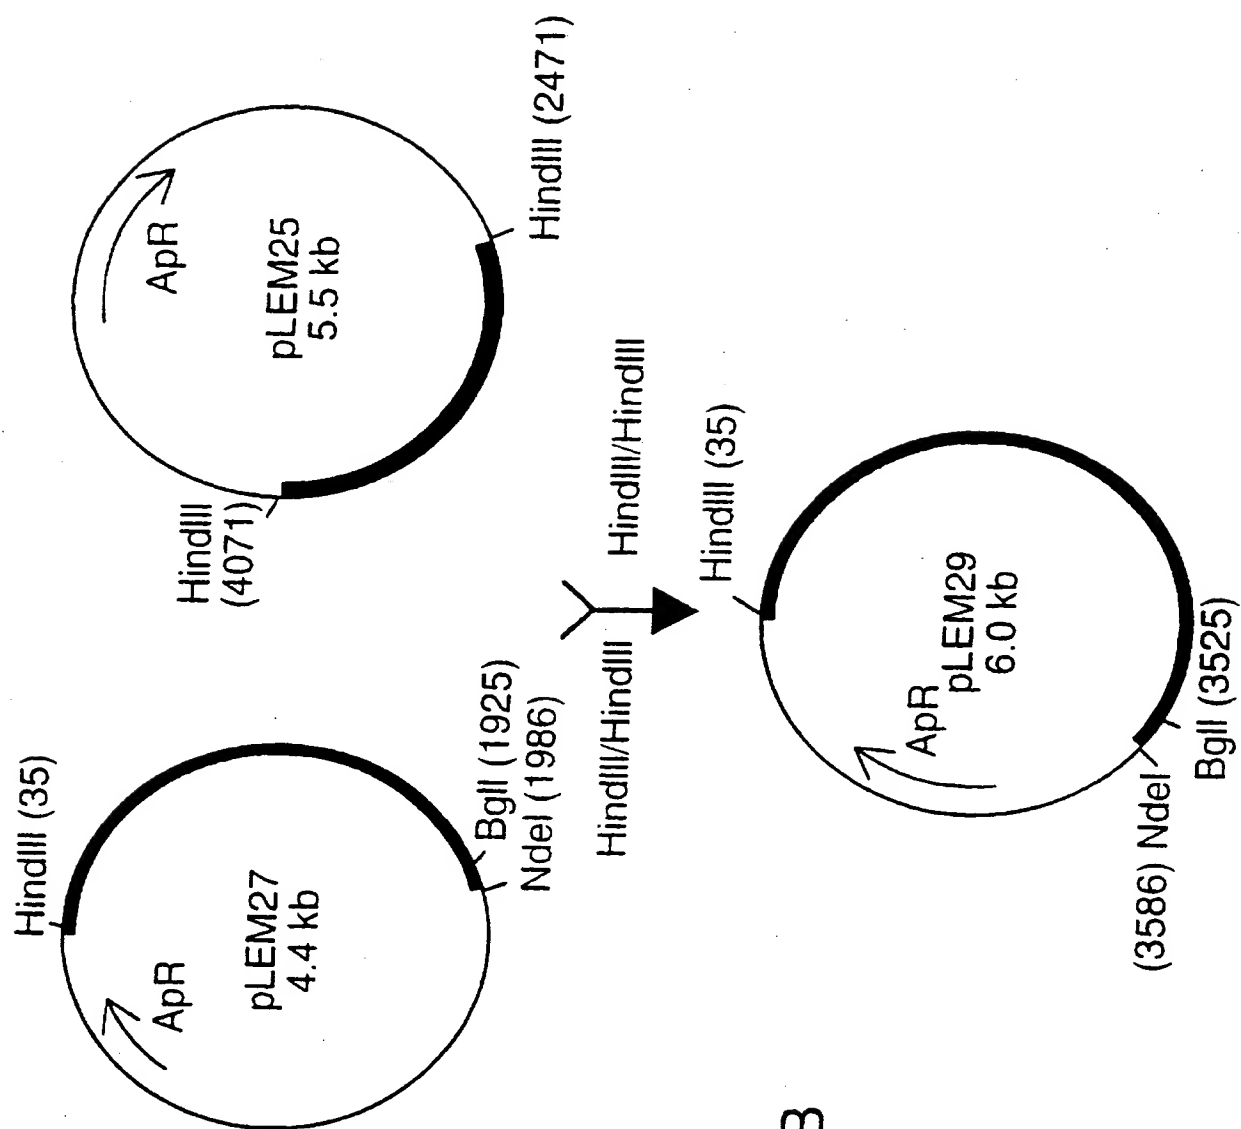 HindIII (35)
ApR
pLEM27
4.4 kb
BglI (1925)
NdeI (1986)
HindIII
(4071)
ApR
pLEM25
5.5 kb
HindIII (2471)
HindIII/HindIII
HindIII/HindIII
HindIII (35)
ApR
pLEM29
6.0 kb
(3586) NdeI
BglI (3525)
B